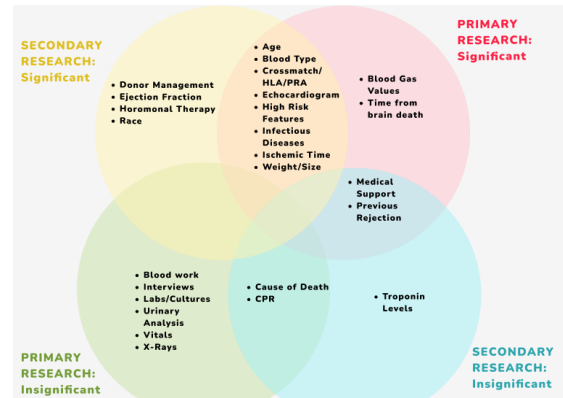 SECONDARY
RESEARCH:
Significant
PRIMARY
RESEARCH:
Significant
• Donor Management
• Ejection Fraction
• Horomonal Therapy
• Race
• Age
• Blood Type
• Crossmatch/
HLA/PRA
• Echocardiogram
• High Risk
Features
• Infectious
Diseases
• Ischemic Time
• Weight/Size
• Blood Gas
Values
• Time from
brain death
• Medical
Support
• Previous
Rejection
• Blood work
• Interviews
• Labs/Cultures
• Urinary
Analysis
• Vitals
• X-Rays
• Cause of Death
• CPR
• Troponin
Levels
PRIMARY
RESEARCH:
Insignificant
SECONDARY
RESEARCH:
Insignificant